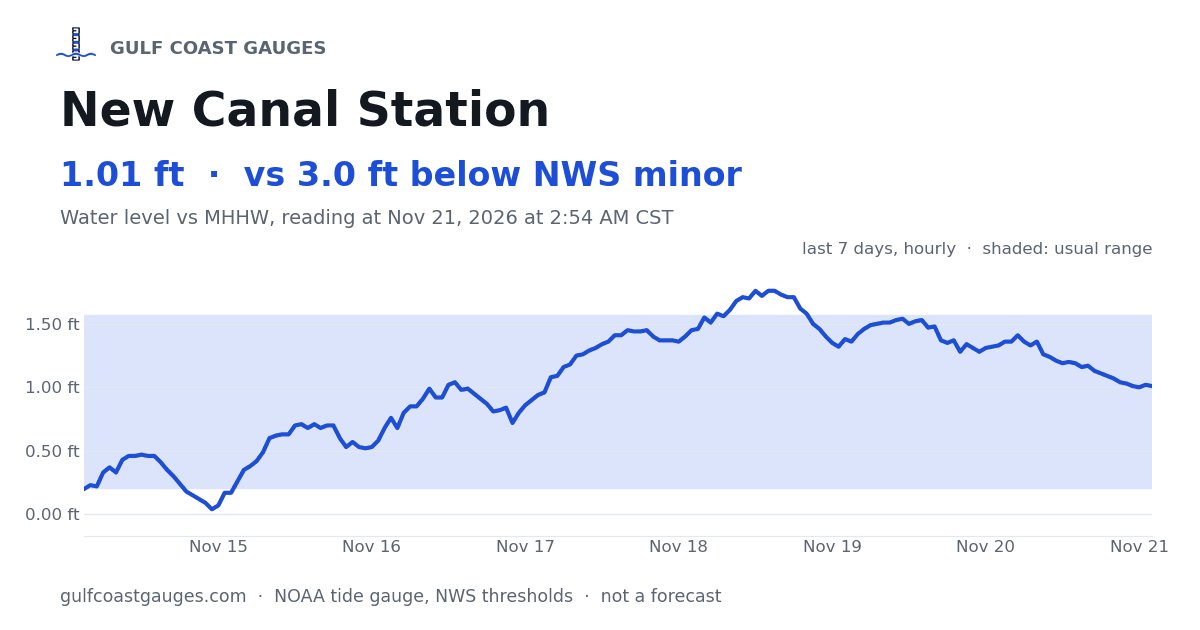 GULF COAST GAUGES
New Canal Station
1.01 ft · vs 3.0 ft below NWS minor
Water level vs MHHW, reading at Nov 21, 2026 at 2:54 AM CST
last 7 days, hourly · shaded: usual range
1.50 ft
1.00 ft
0.50 ft
0.00 ft
Nov 15 Nov 16 Nov 17 Nov 18 Nov 19 Nov 20 Nov 21
gulfcoastgauges.com · NOAA tide gauge, NWS thresholds · not a forecast